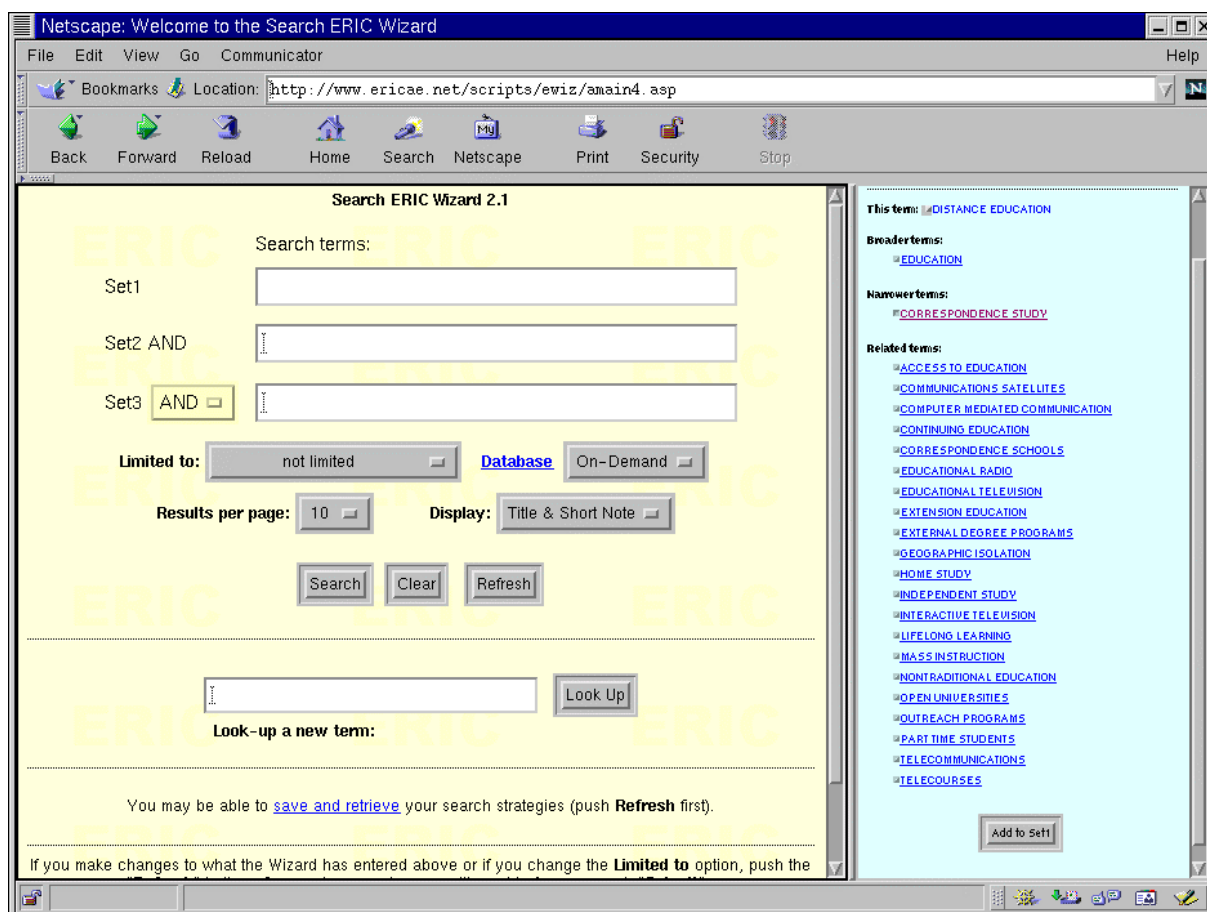 Netscape: Welcome to the Search ERIC Wizard
File Edit View Go Communicator Help
Bookmarks Location: http://www.ericae.net/scripts/ewiz/amain4.asp
N
My
Back Forward Reload Home Search Netscape Print Security Stop
Search ERIC Wizard 2.1
ERIC ERIC ERIC
Search terms:
Set1
Set2 AND
Set3 AND
Limited to: not limited Database On-Demand
Results per page: 10 Display: Title & Short Note
Search Clear Refresh
Look Up
Look-up a new term:
You may be able to save and retrieve your search strategies (push Refresh first).
If you make changes to what the Wizard has entered above or if you change the Limited to option, push the
This term: DISTANCE EDUCATION
Broader terms:
EDUCATION
Narrower terms:
CORRESPONDENCE STUDY
Related terms:
ACCESS TO EDUCATION
COMMUNICATIONS SATELLITES
COMPUTER MEDIATED COMMUNICATION
CONTINUING EDUCATION
CORRESPONDENCE SCHOOLS
EDUCATIONAL RADIO
EDUCATIONAL TELEVISION
EXTENSION EDUCATION
EXTERNAL DEGREE PROGRAMS
GEOGRAPHIC ISOLATION
HOME STUDY
INDEPENDENT STUDY
INTERACTIVE TELEVISION
LIFELONG LEARNING
MASS INSTRUCTION
NONTRADITIONAL EDUCATION
OPEN UNIVERSITIES
OUTREACH PROGRAMS
PART TIME STUDENTS
TELECOMMUNICATIONS
TELECOURSES
Add to Set1